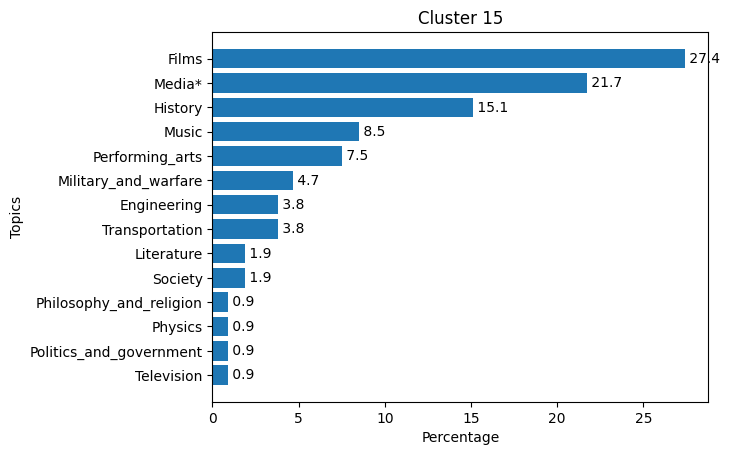 Cluster 15
Topics
Films 27.4
Media* 21.7
History 15.1
Music 8.5
Performing_arts 7.5
Military_and_warfare 4.7
Engineering 3.8
Transportation 3.8
Literature 1.9
Society 1.9
Philosophy_and_religion 0.9
Physics 0.9
Politics_and_government 0.9
Television 0.9
0 5 10 15 20 25
Percentage